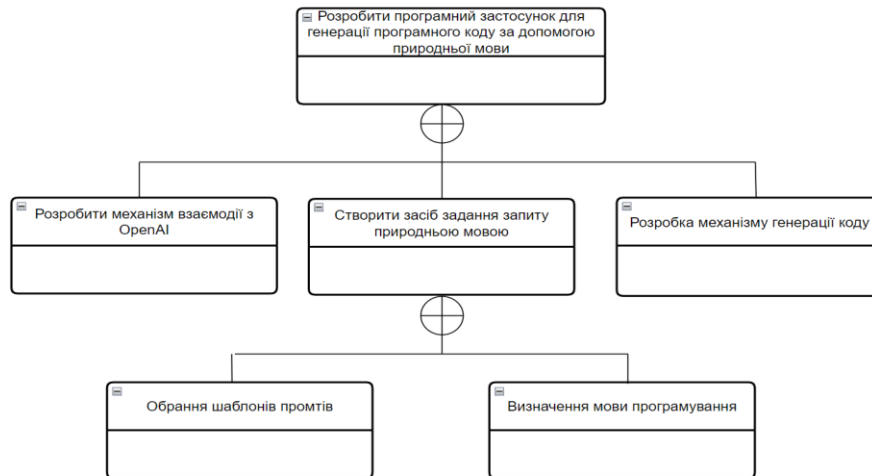 Розробити програмний застосунок для
генерації програмного коду за допомогою
природньої мови
Розробити механізм взаємодії з
OpenAI
Створити засіб задання запиту
природньою мовою
Розробка механізму генерації коду
Обрання шаблонів промтів
Визначення мови програмування